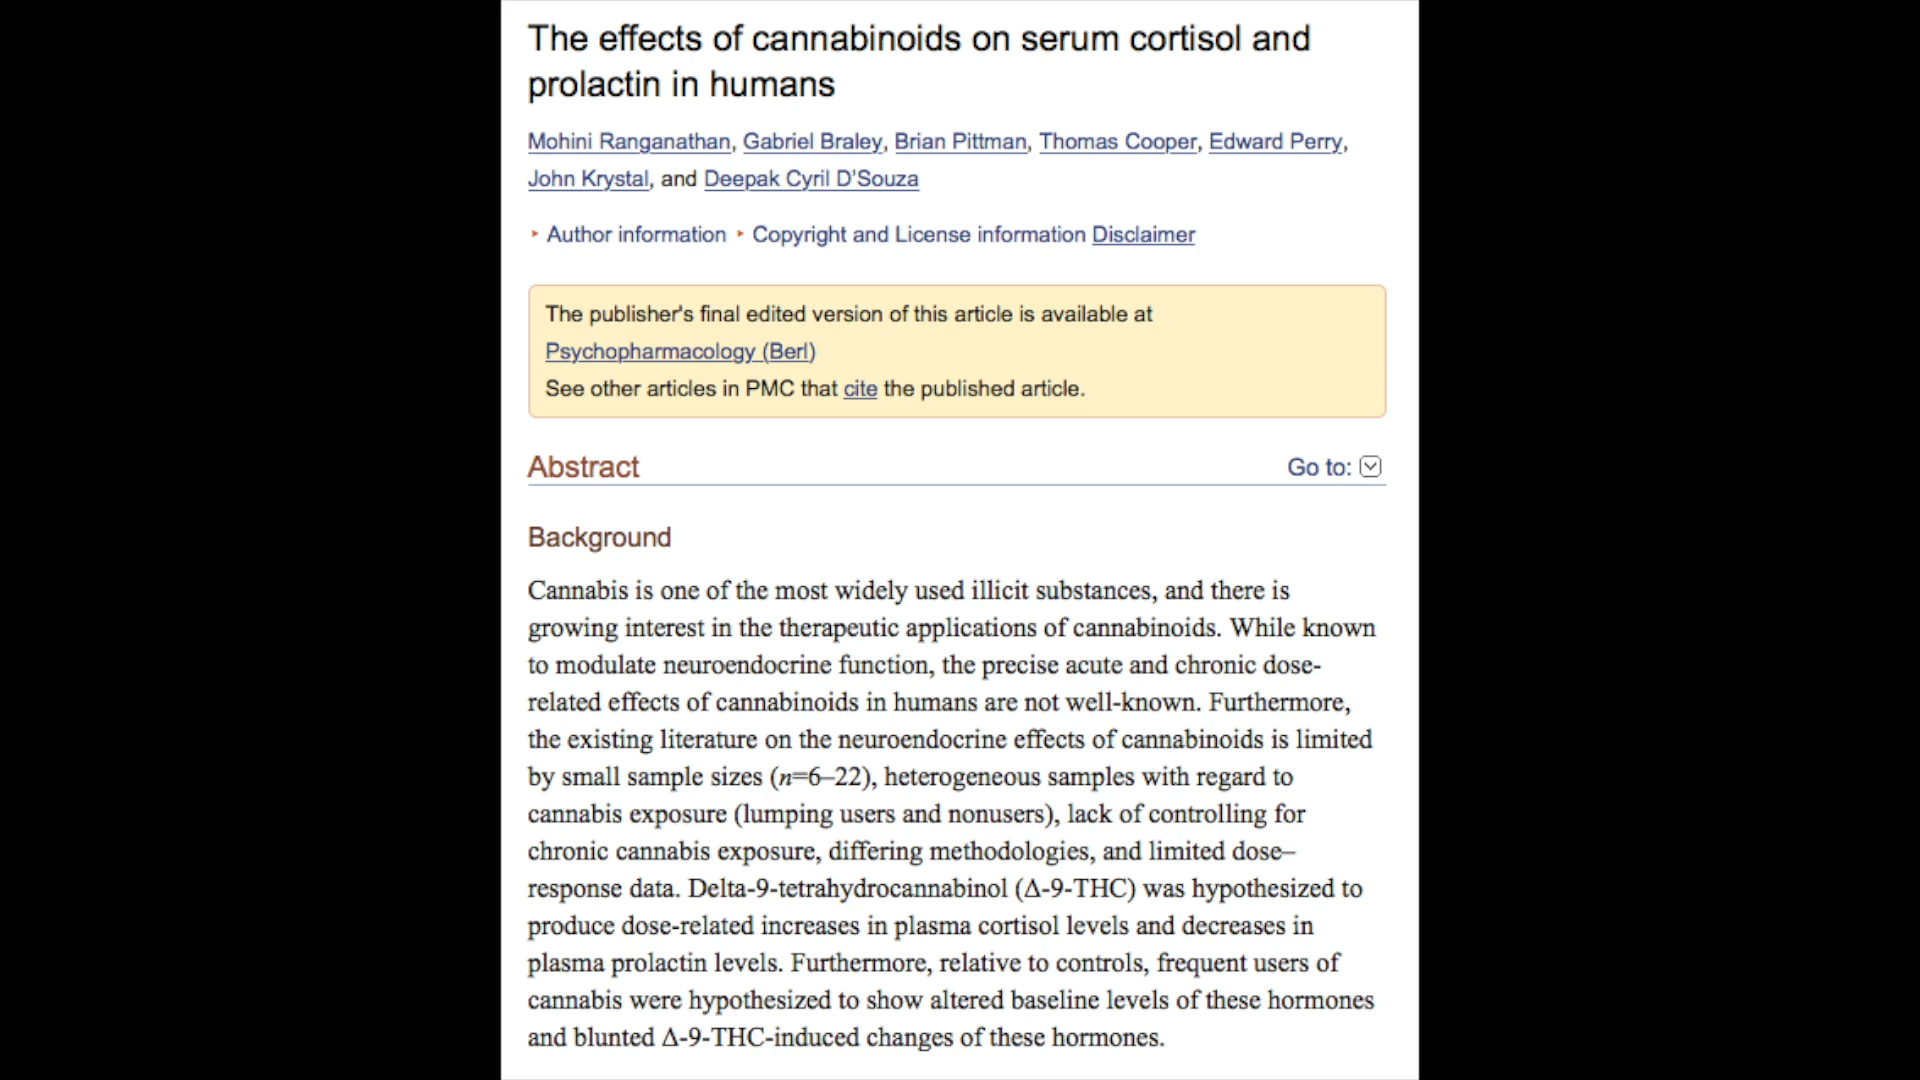 The effects of cannabinoids on serum cortisol and
prolactin in humans
Mohini Ranganathan, Gabriel Braley, Brian Pittman, Thomas Cooper, Edward Perry,
John Krystal, and Deepak Cyril D'Souza
‣ Author information ‣ Copyright and License information Disclaimer
The publisher's final edited version of this article is available at
Psychopharmacology (Berl)
See other articles in PMC that cite the published article.
Abstract Go to:
Background
Cannabis is one of the most widely used illicit substances, and there is
growing interest in the therapeutic applications of cannabinoids. While known
to modulate neuroendocrine function, the precise acute and chronic dose-
related effects of cannabinoids in humans are not well-known. Furthermore,
the existing literature on the neuroendocrine effects of cannabinoids is limited
by small sample sizes (n=6–22), heterogeneous samples with regard to
cannabis exposure (lumping users and nonusers), lack of controlling for
chronic cannabis exposure, differing methodologies, and limited dose–
response data. Delta-9-tetrahydrocannabinol (Δ-9-THC) was hypothesized to
produce dose-related increases in plasma cortisol levels and decreases in
plasma prolactin levels. Furthermore, relative to controls, frequent users of
cannabis were hypothesized to show altered baseline levels of these hormones
and blunted Δ-9-THC-induced changes of these hormones.